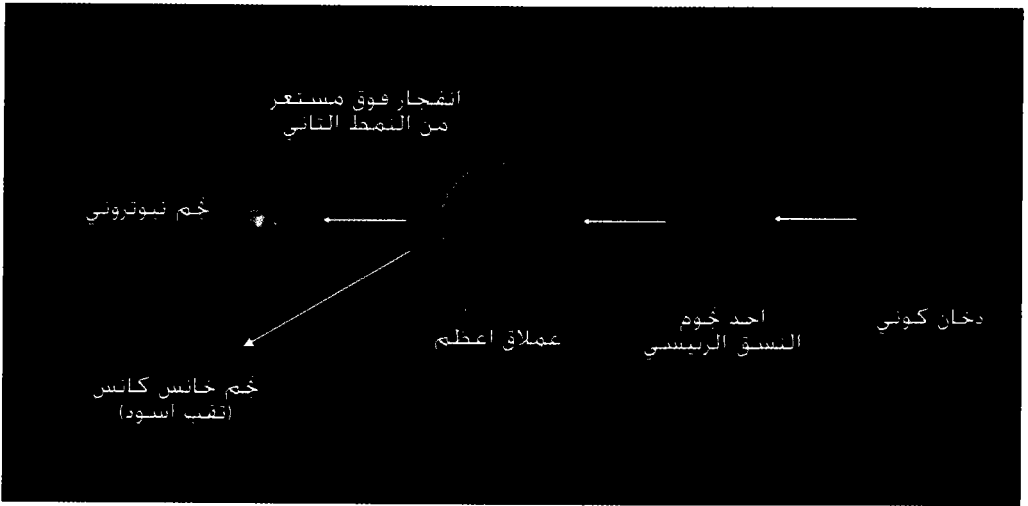 انفجار فوق مستعر
من النمط الثاني
نجم نيوتروني
دخان كوني
احد نجوم
النسق الرئيسي
عملاق اعظم
نجم خانس كانس
(ثقب اسود)